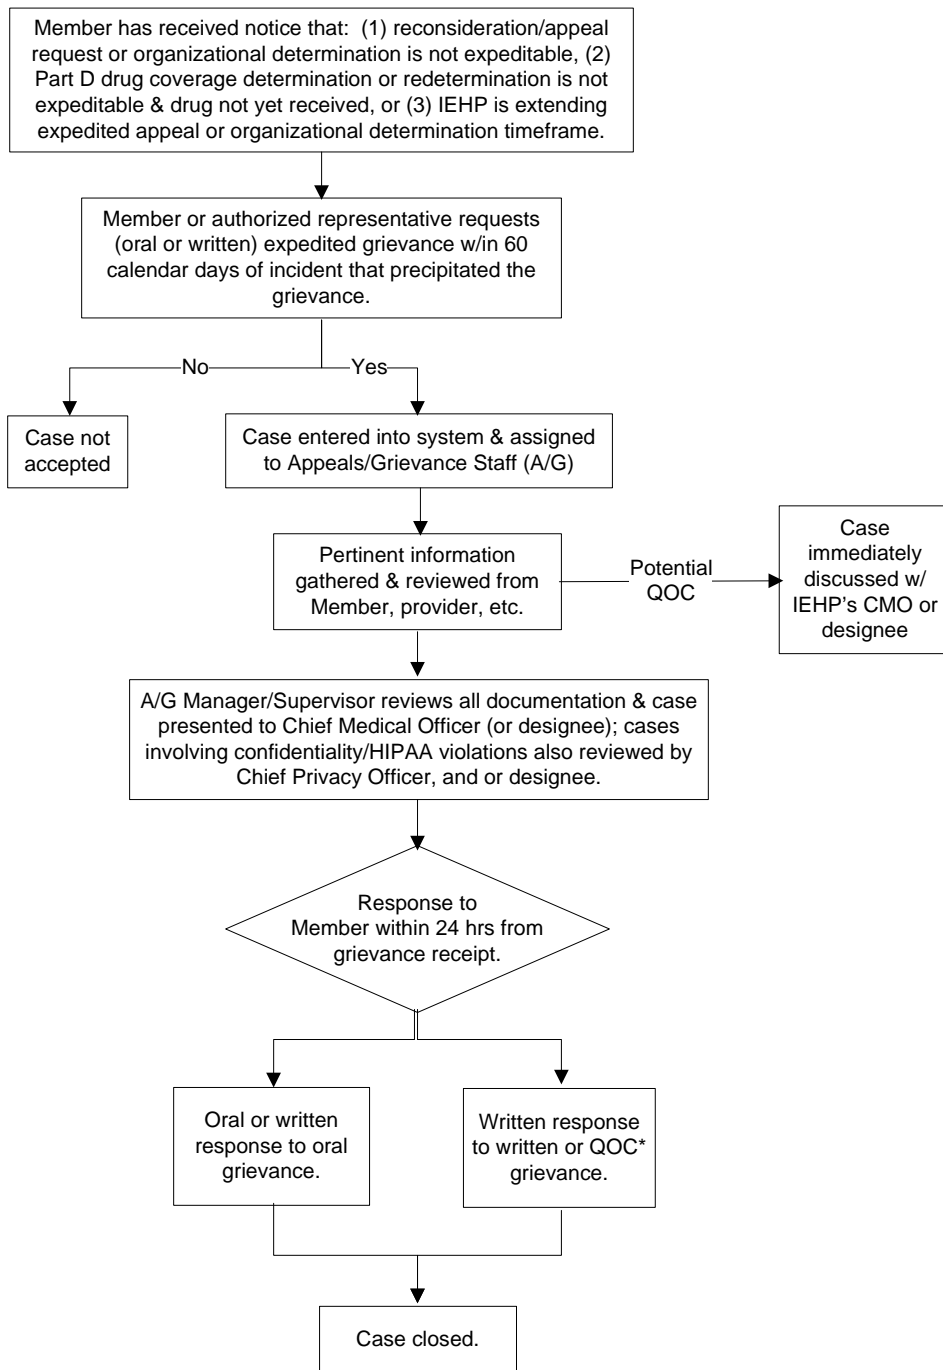 Member has received notice that:  (1) reconsideration/appeal
request or organizational determination is not expeditable, (2)
Part D drug coverage determination or redetermination is not
expeditable & drug not yet received, or (3) IEHP is extending
expedited appeal or organizational determination timeframe.
Member or authorized representative requests
(oral or written) expedited grievance w/in 60
calendar days of incident that precipitated the
grievance.
No
Yes
Case not
accepted
Case entered into system & assigned
to Appeals/Grievance Staff (A/G)
Pertinent information
gathered & reviewed from
Member, provider, etc.
Potential
QOC
Case
immediately
discussed w/
IEHP's CMO or
designee
A/G Manager/Supervisor reviews all documentation & case
presented to Chief Medical Officer (or designee); cases
involving confidentiality/HIPAA violations also reviewed by
Chief Privacy Officer, and or designee.
Response to
Member within 24 hrs from
grievance receipt.
Oral or written
response to oral
grievance.
Written response
to written or QOC*
grievance.
Case closed.